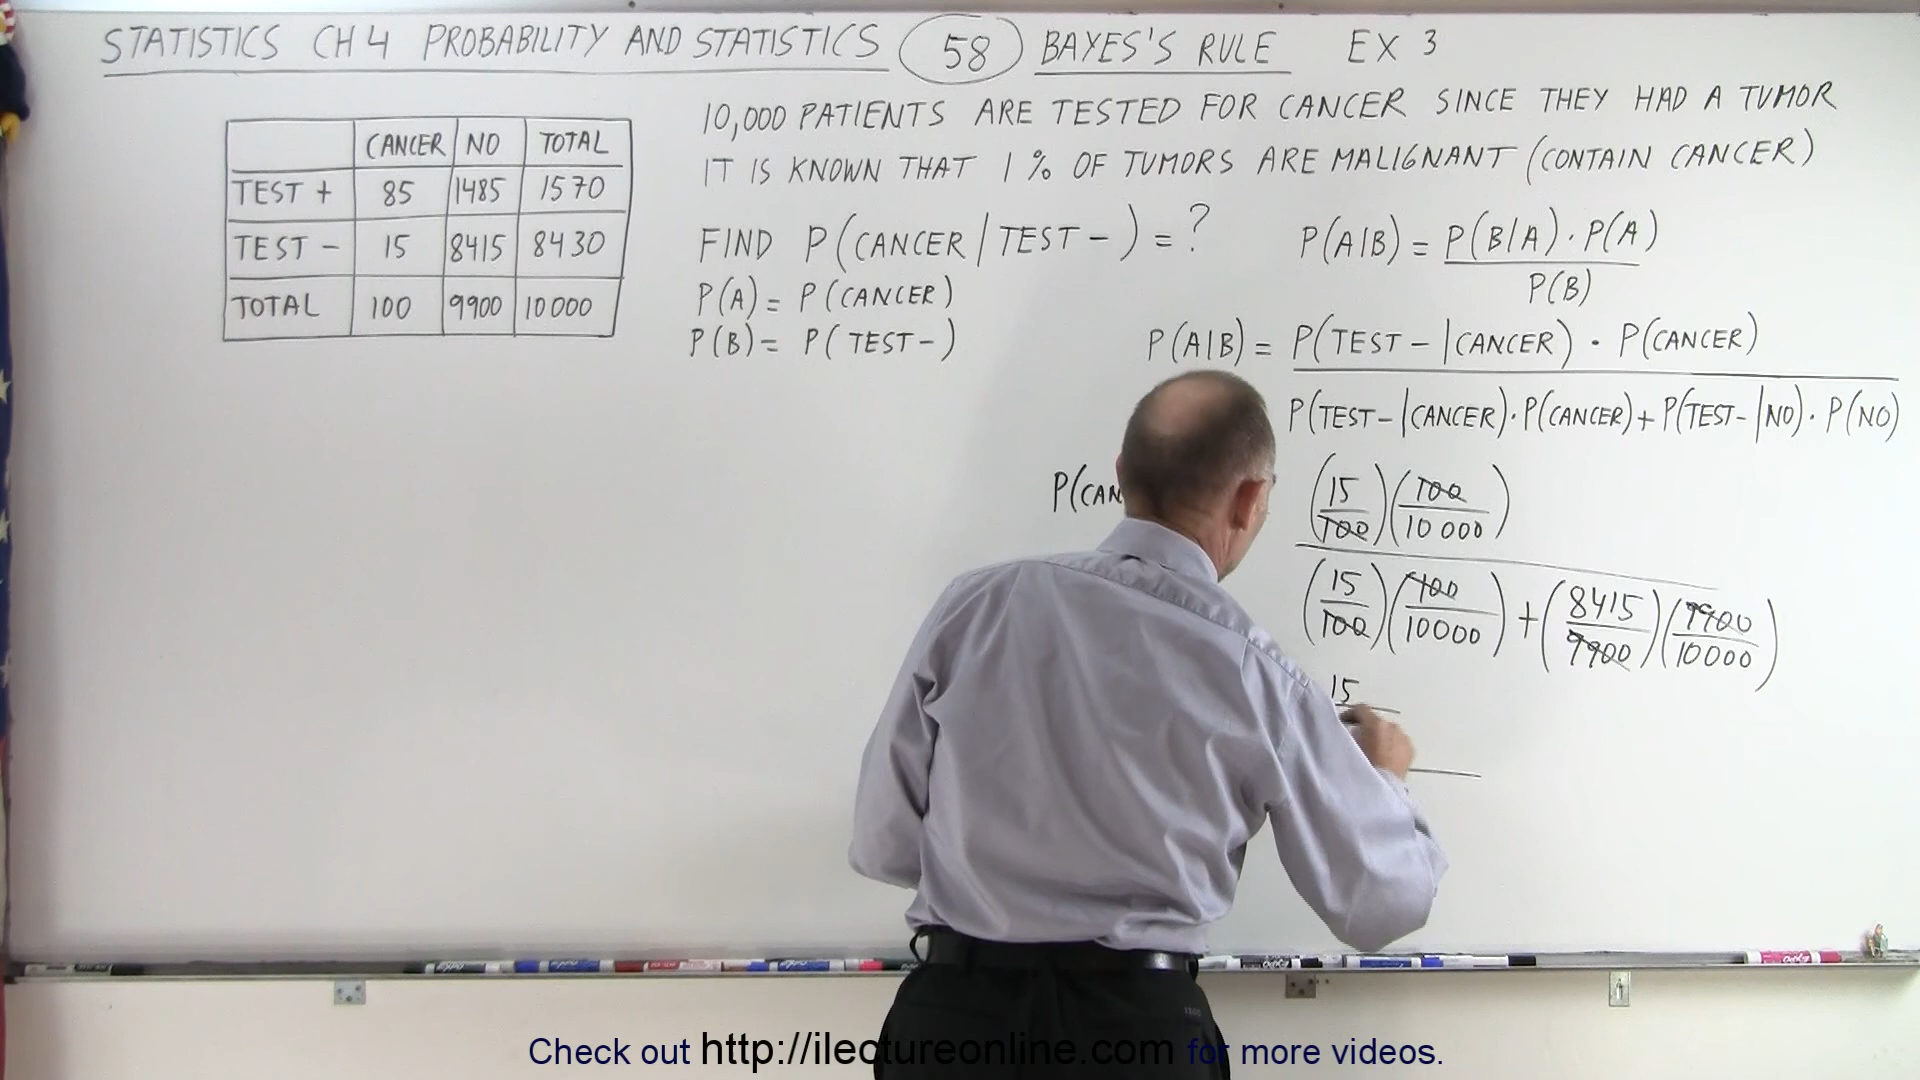 STATISTICS CH 4 PROBABILITY AND STATISTICS 58 BAYES'S RULE EX 3
CANCER NO TOTAL
TEST + 85 1485 1570
TEST - 15 8415 8430
TOTAL 100 9900 10000
10,000 PATIENTS ARE TESTED FOR CANCER SINCE THEY HAD A TUMOR
IT IS KNOWN THAT 1% OF TUMORS ARE MALIGNANT (CONTAIN CANCER)
FIND P(CANCER/TEST-) = ?
P(A) = P(CANCER)
P(B) = P(TEST-)
P(A|B) = P(B/A)·P(A)
P(B)
P(A|B) = P(TEST-|CANCER) · P(CANCER)
P(TEST-|CANCER)·P(CANCER)+P(TEST-|NO)·P(NO)
P(CAN
(15/100)(100/10000)
(15/100)(100/10000)+(8415/9900)(9900/10000)
15
Check out http://ilectureonline.com for more videos.